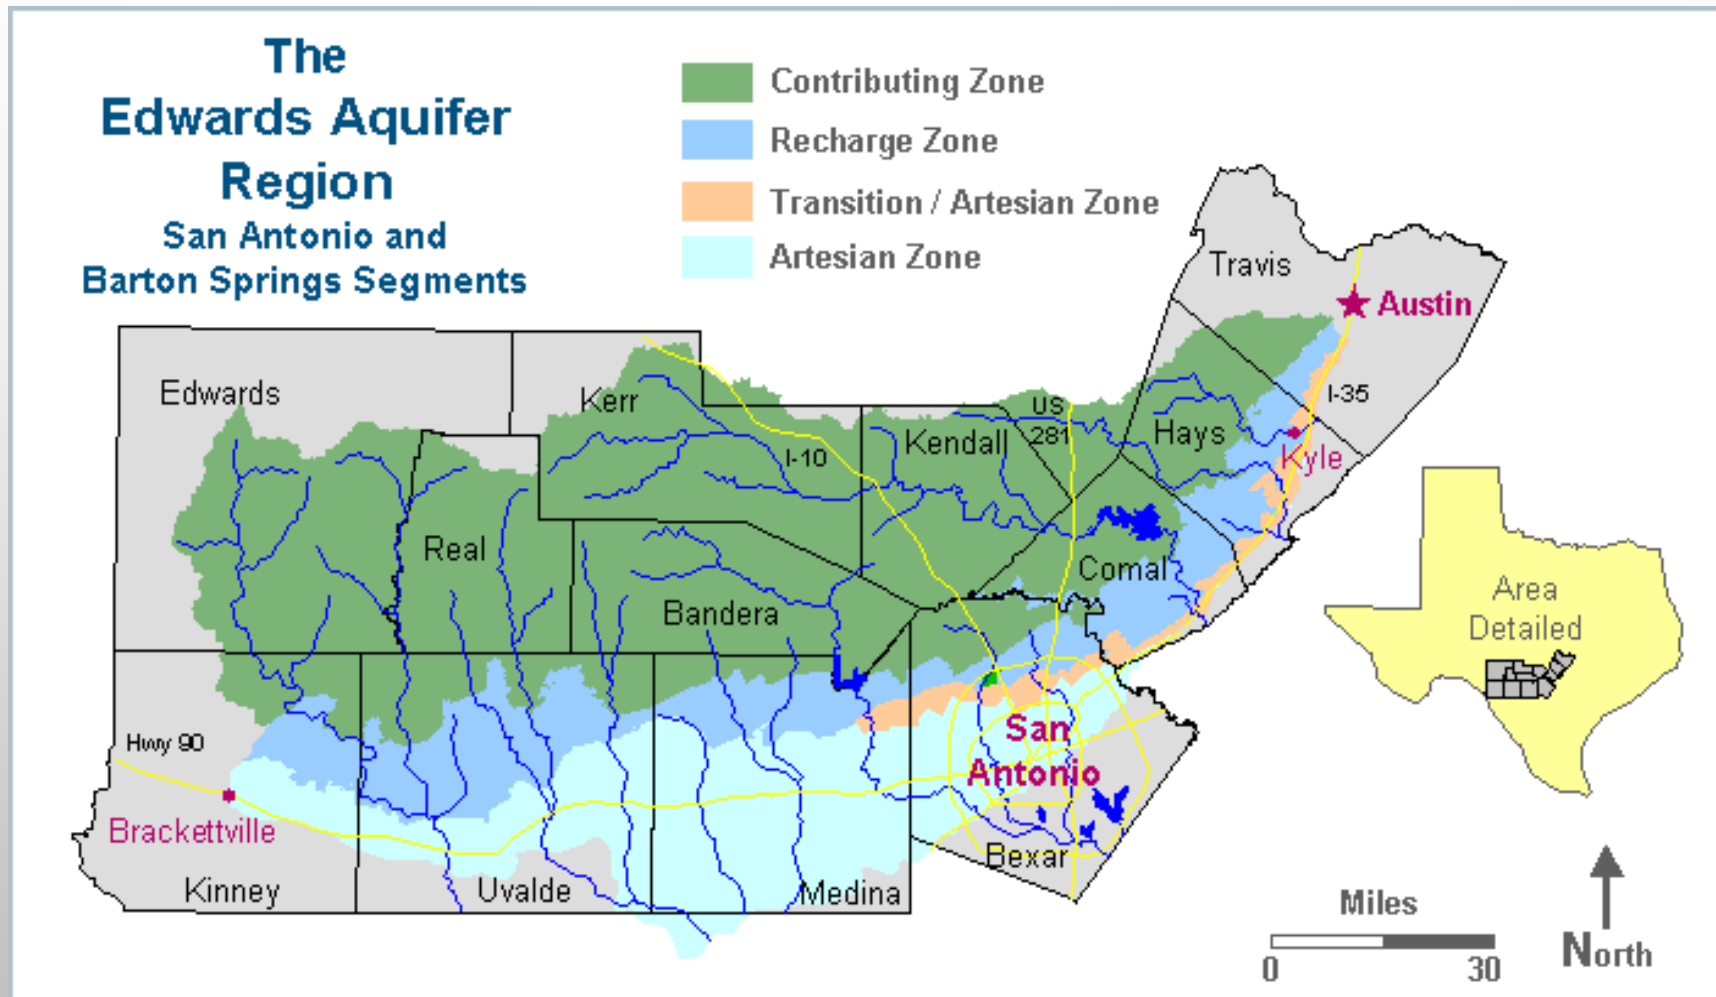 The
Edwards Aquifer
Region
San Antonio and
Barton Springs Segments
Contributing Zone
Recharge Zone
Transition / Artesian Zone
Artesian Zone
Travis
Austin
Edwards
Kerr
US
281
I-35
Hays
Kendall
Kyle
I-10
Real
Comal
Bandera
Area
Detailed
Hwy 90
San
Antonio
Brackettville
Bexar
Kinney
Uvalde
Medina
Miles
0
30
North